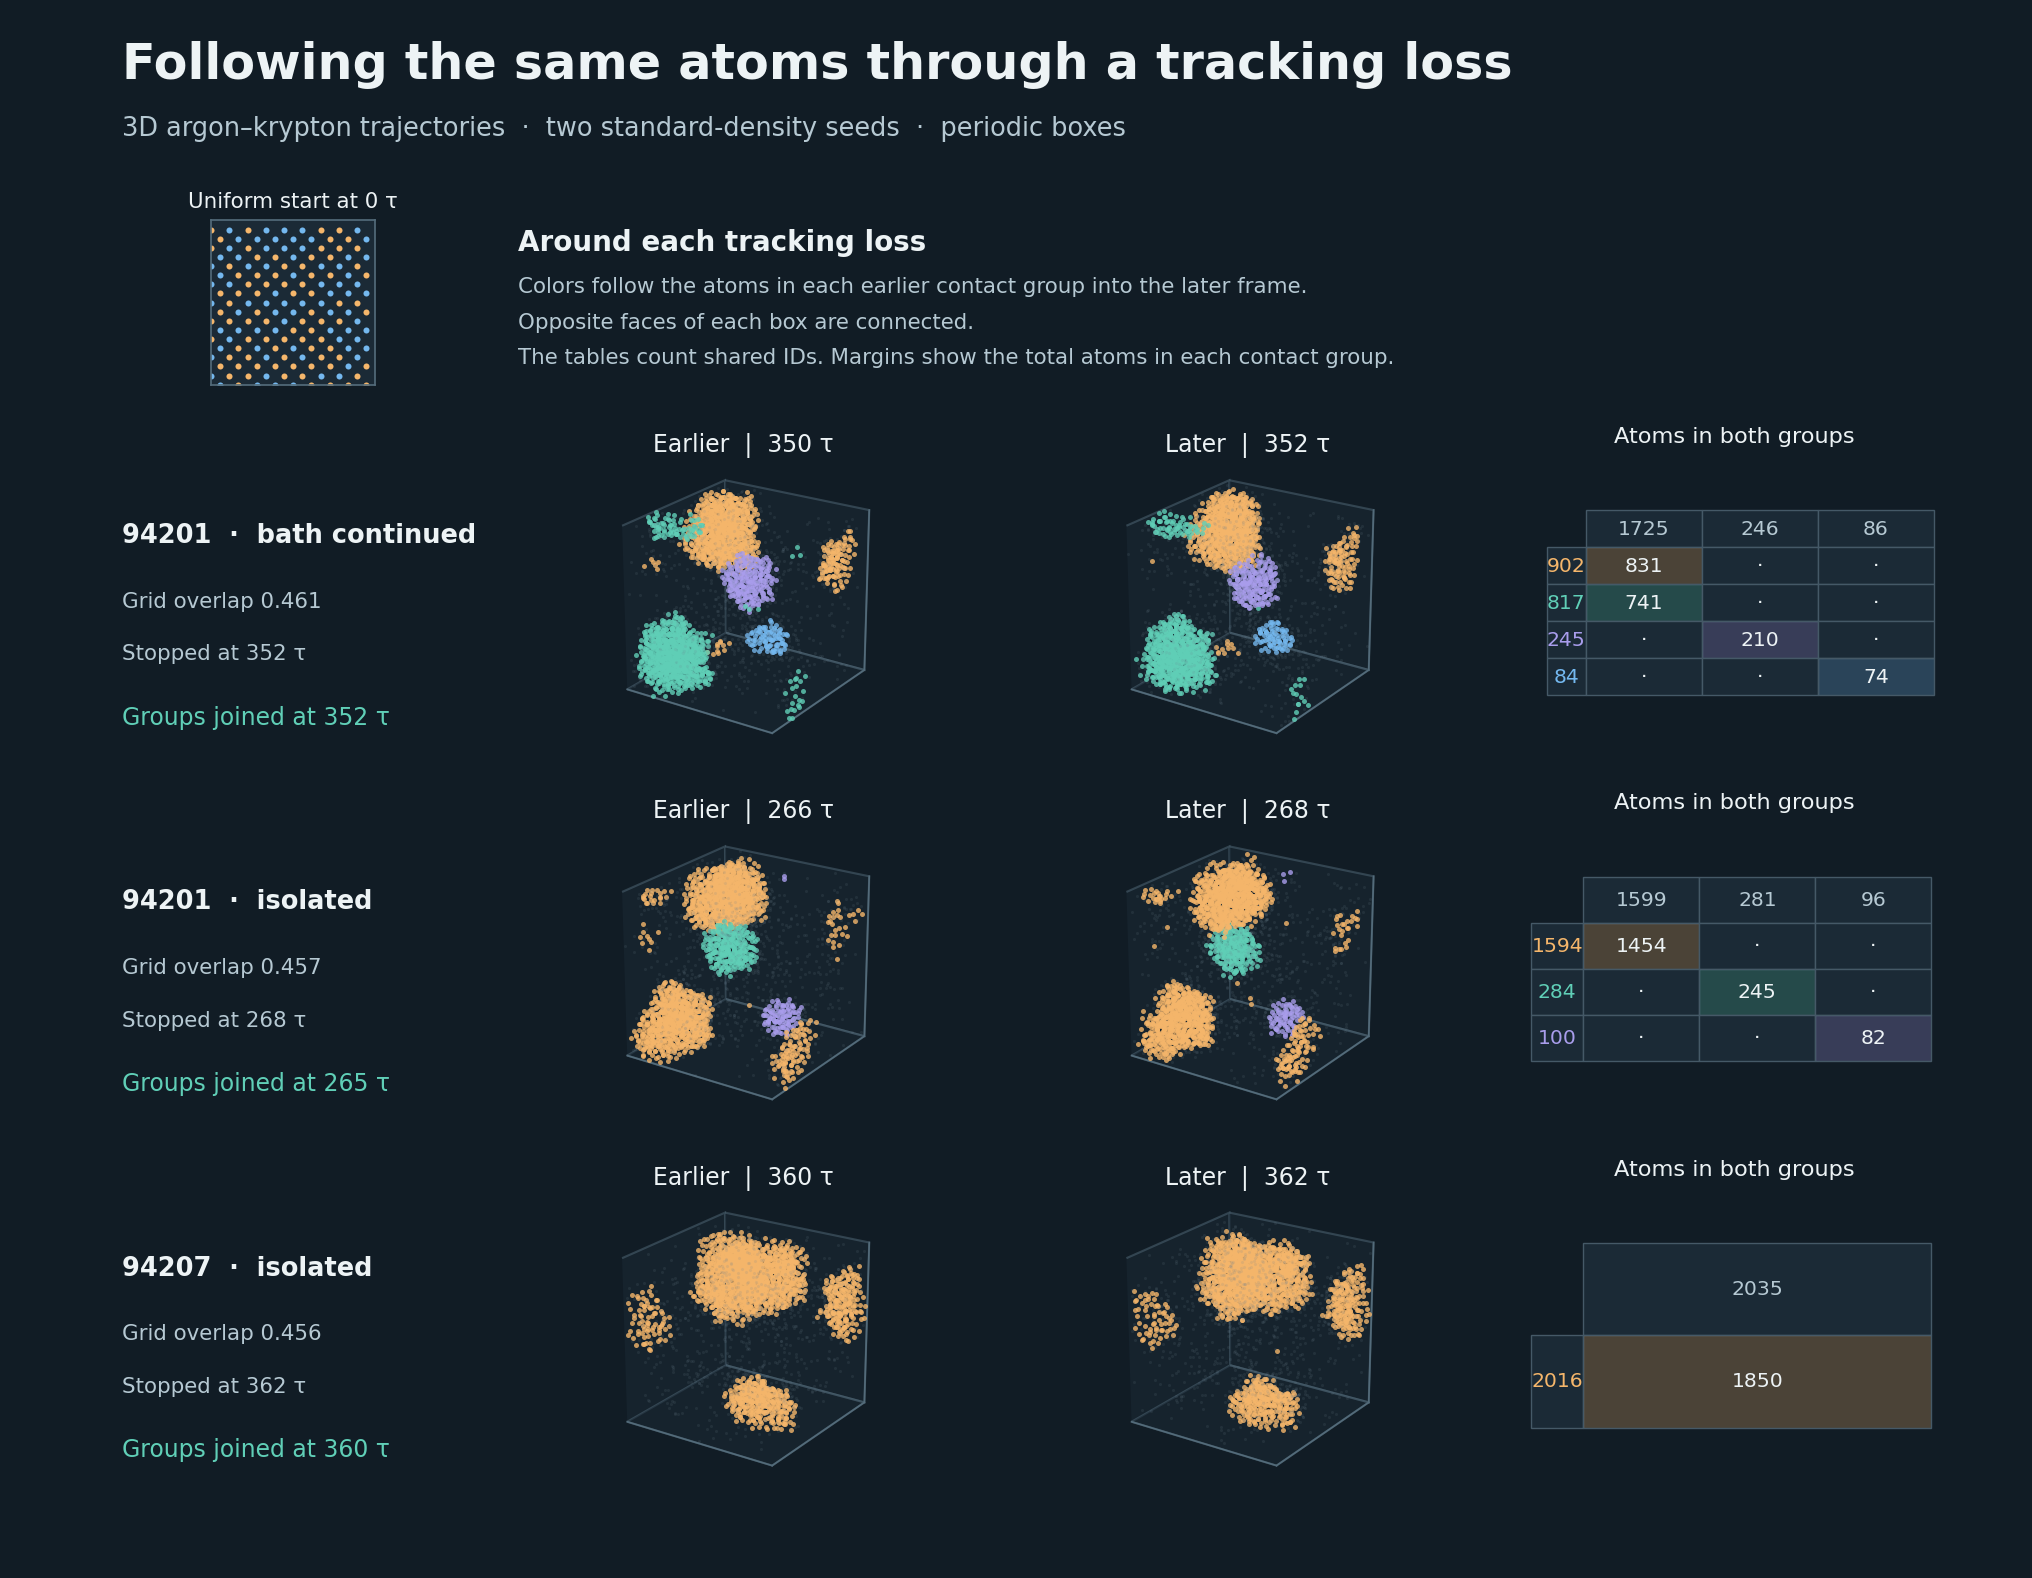 Following the same atoms through a tracking loss
3D argon–krypton trajectories · two standard-density seeds · periodic boxes
Uniform start at 0 τ
Around each tracking loss
Colors follow the atoms in each earlier contact group into the later frame.
Opposite faces of each box are connected.
The tables count shared IDs. Margins show the total atoms in each contact group.
94201 · bath continued
Grid overlap 0.461
Stopped at 352 τ
Groups joined at 352 τ
Earlier | 350 τ
Later | 352 τ
Atoms in both groups
1725 246 86
902 831 · ·
817 741 · ·
245 · 210 ·
84 · · 74
94201 · isolated
Grid overlap 0.457
Stopped at 268 τ
Groups joined at 265 τ
Earlier | 266 τ
Later | 268 τ
Atoms in both groups
1599 281 96
1594 1454 · ·
284 · 245 ·
100 · · 82
94207 · isolated
Grid overlap 0.456
Stopped at 362 τ
Groups joined at 360 τ
Earlier | 360 τ
Later | 362 τ
Atoms in both groups
2035
2016 1850